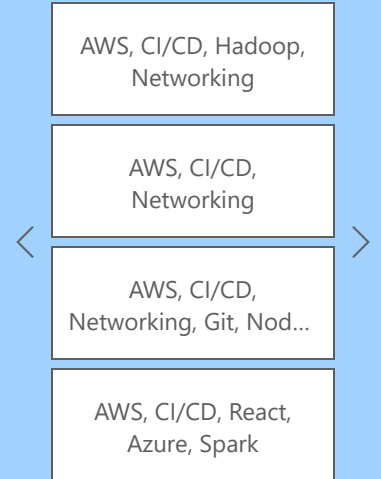 AWS, CI/CD, Hadoop,
Networking
AWS, CI/CD,
Networking
AWS, CI/CD,
Networking, Git, Nod...
AWS, CI/CD, React,
Azure, Spark